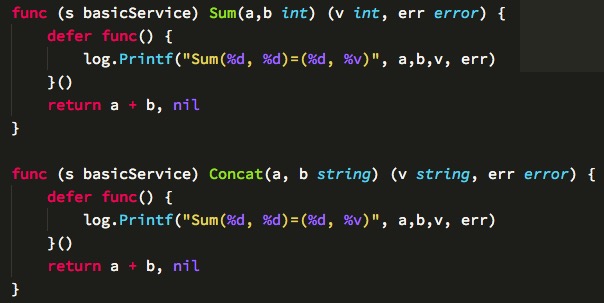 func (s basicService) Sum(a,b int) (v int, err error) {
defer func() {
log.Printf("Sum(%d, %d)=(%d, %v)", a,b,v, err)
}()
return a + b, nil
}
func (s basicService) Concat(a, b string) (v string, err error) {
defer func() {
log.Printf("Sum(%d, %d)=(%d, %v)", a,b,v, err)
}()
return a + b, nil
}